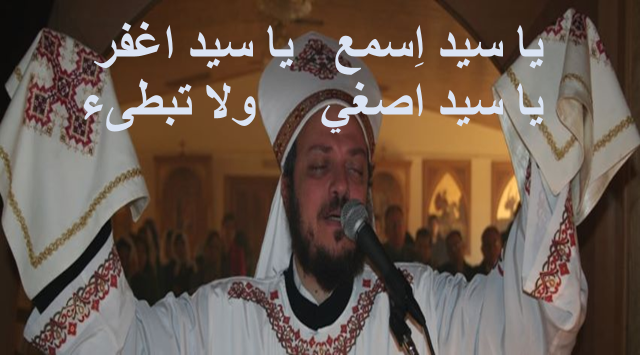 يا سيد اِسمع يا سيد اغفر
يا سيد اصغي ولا تبطىء